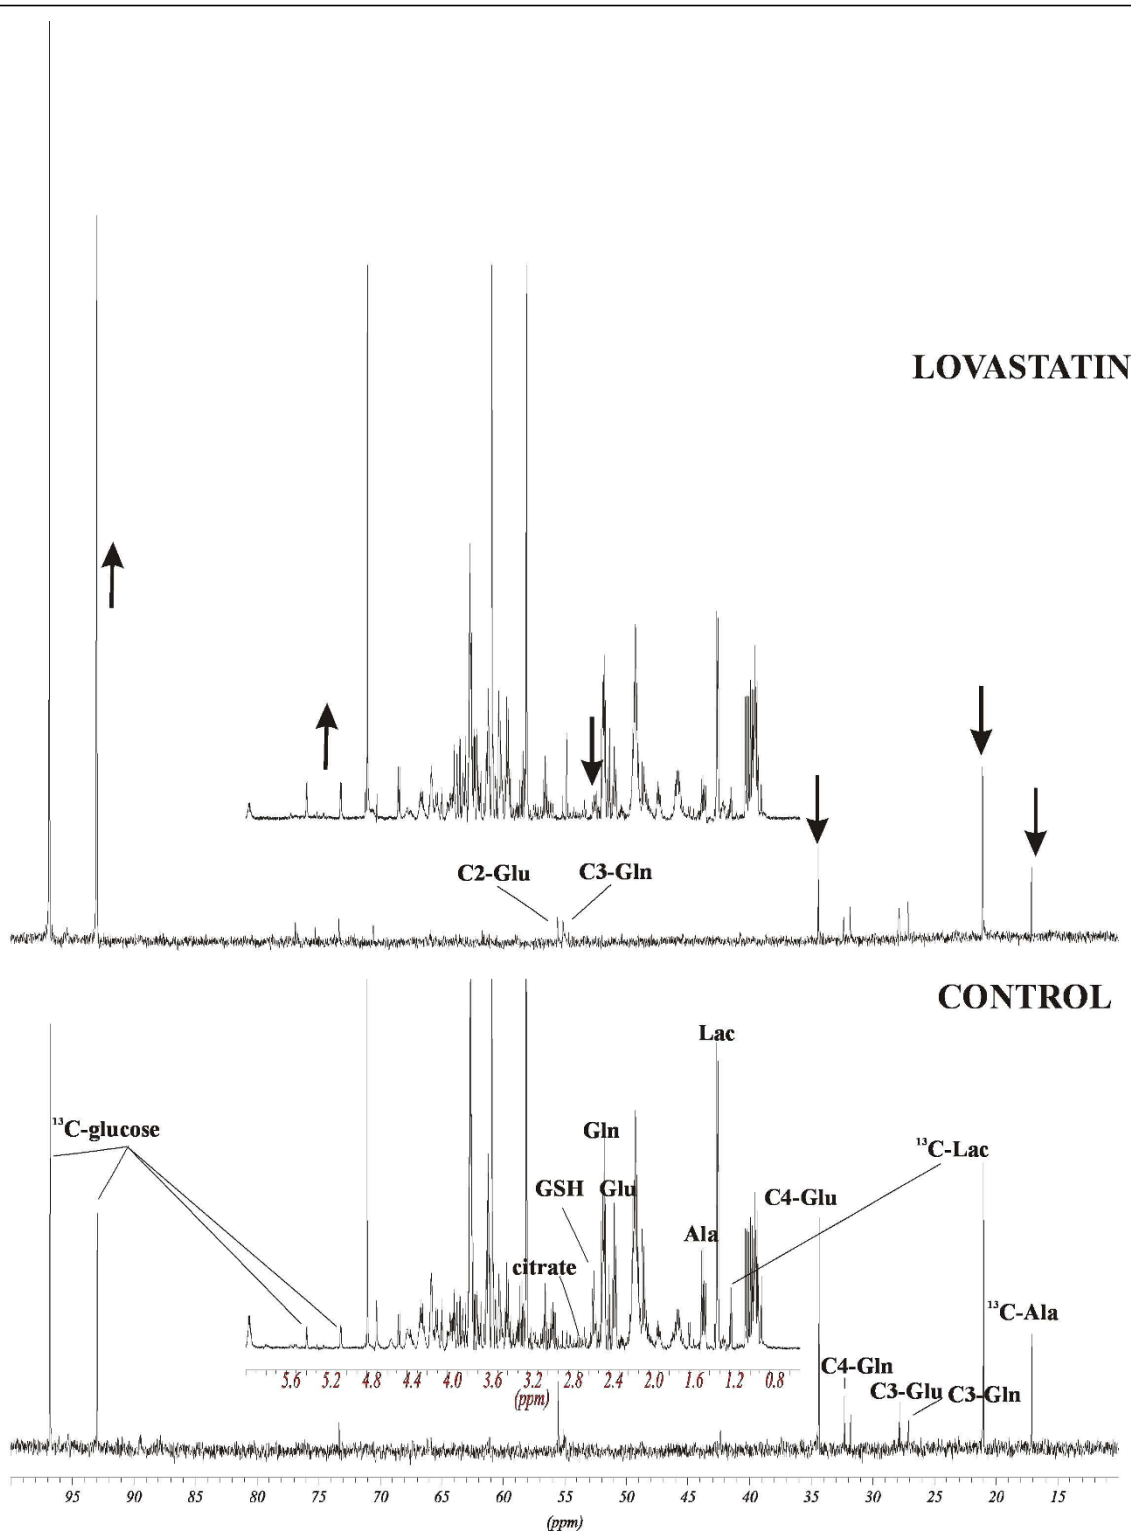 LOVASTATIN
C2-Glu C3-Gln
CONTROL
Lac
¹³C-glucose
Gln
¹³C-Lac
GSH Glu
C4-Glu
Ala
citrate
¹³C-Ala
C4-Gln
C3-Glu C3-Gln
5.6 5.2 4.8 4.4 4.0 3.6 3.2 2.8 2.4 2.0 1.6 1.2 0.8
(ppm)
95 90 85 80 75 70 65 60 55 50 45 40 35 30 25 20 15
(ppm)